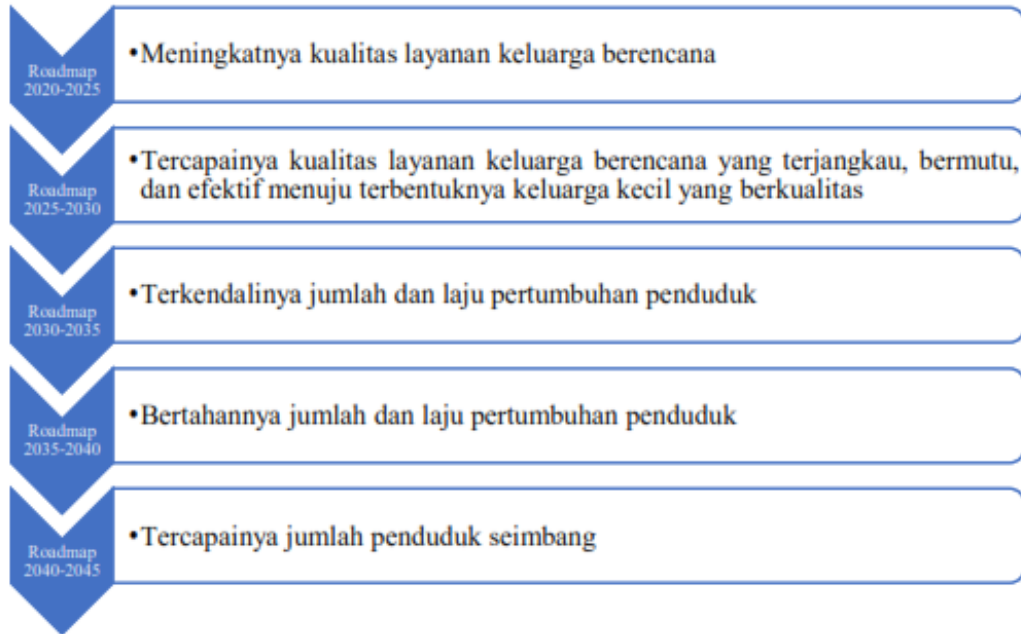 Roadmap
2020-2025
•Meningkatnya kualitas layanan keluarga berencana
Roadmap
2025-2030
•Tercapainya kualitas layanan keluarga berencana yang terjangkau, bermutu,
dan efektif menuju terbentuknya keluarga kecil yang berkualitas
Roadmap
2030-2035
•Terkendalinya jumlah dan laju pertumbuhan penduduk
Roadmap
2035-2040
•Bertahannya jumlah dan laju pertumbuhan penduduk
Roadmap
2040-2045
•Tercapainya jumlah penduduk seimbang